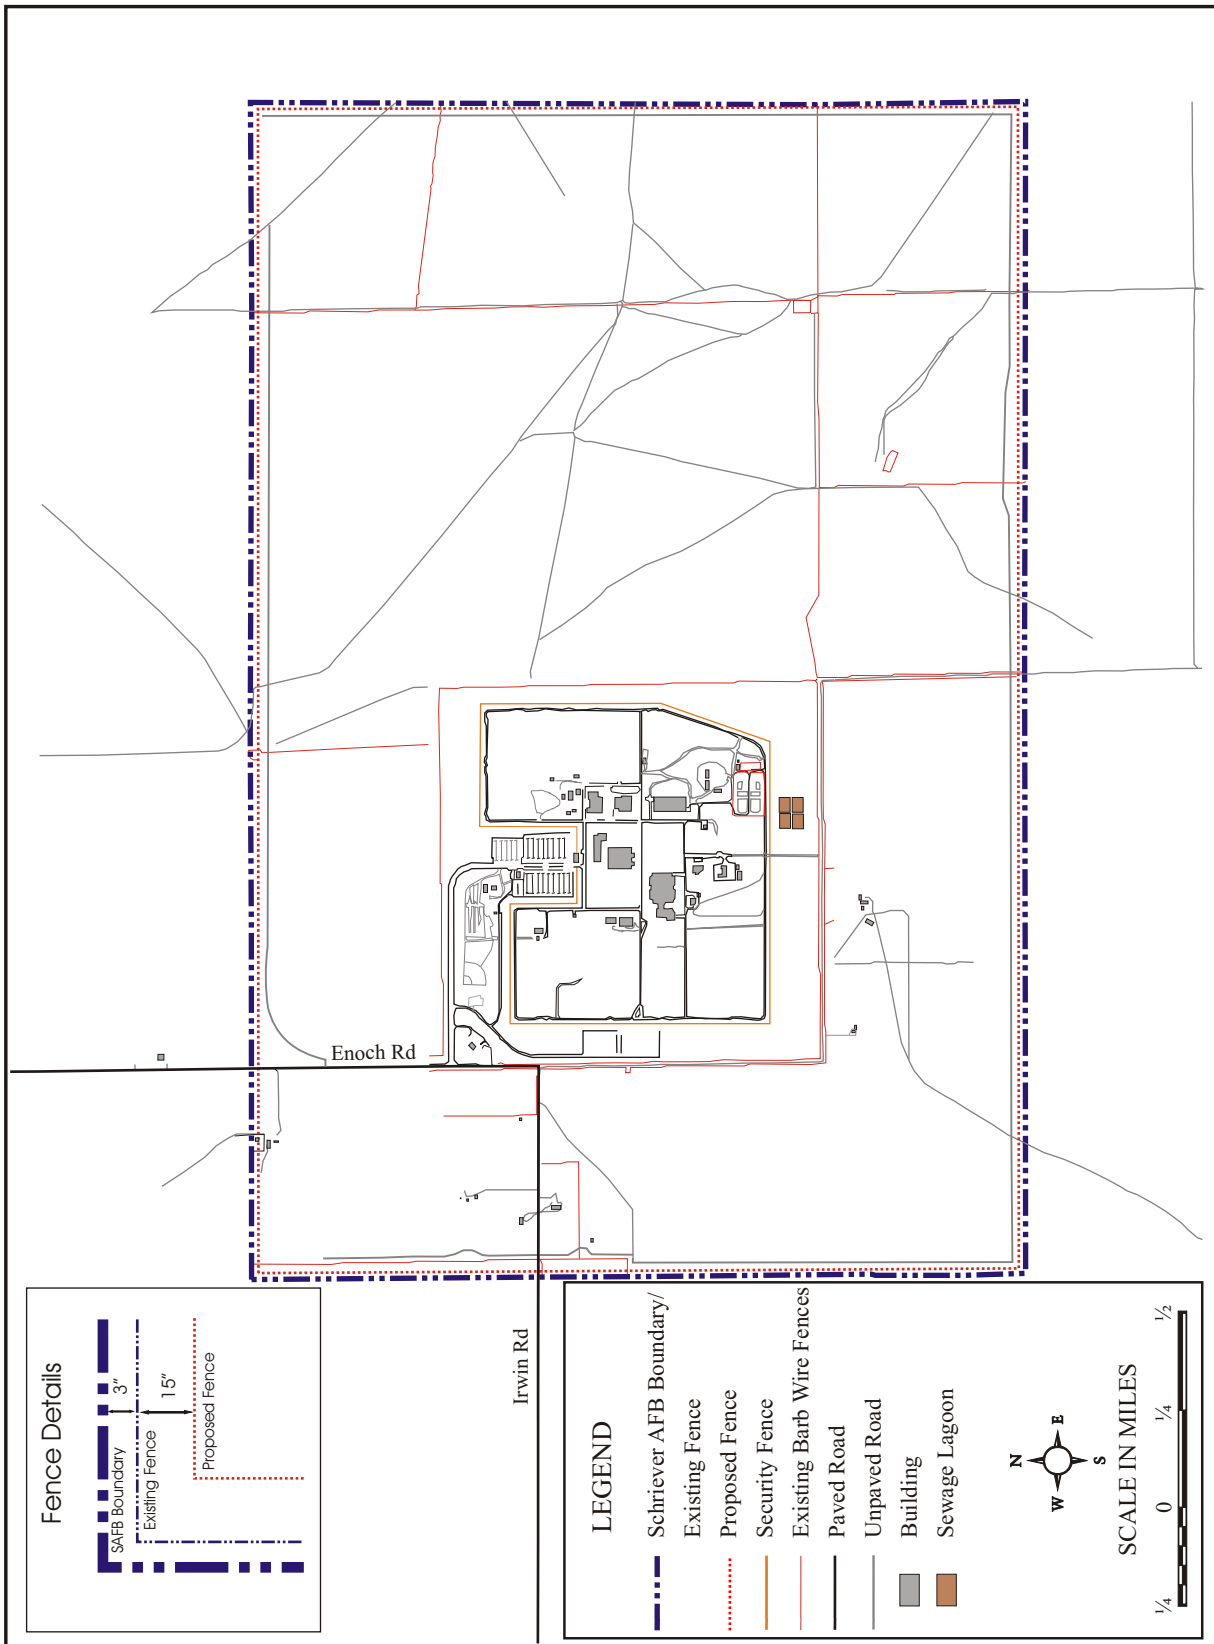 Enoch Rd
Irwin Rd
Fence Details
SAFB Boundary
3"
Existing Fence
15"
Proposed Fence
LEGEND
Schriever AFB Boundary/
Existing Fence
Proposed Fence
Security Fence
Existing Barb Wire Fences
Paved Road
Unpaved Road
Building
Sewage Lagoon
N
W E
S
SCALE IN MILES
¼ 0 ¼ ½